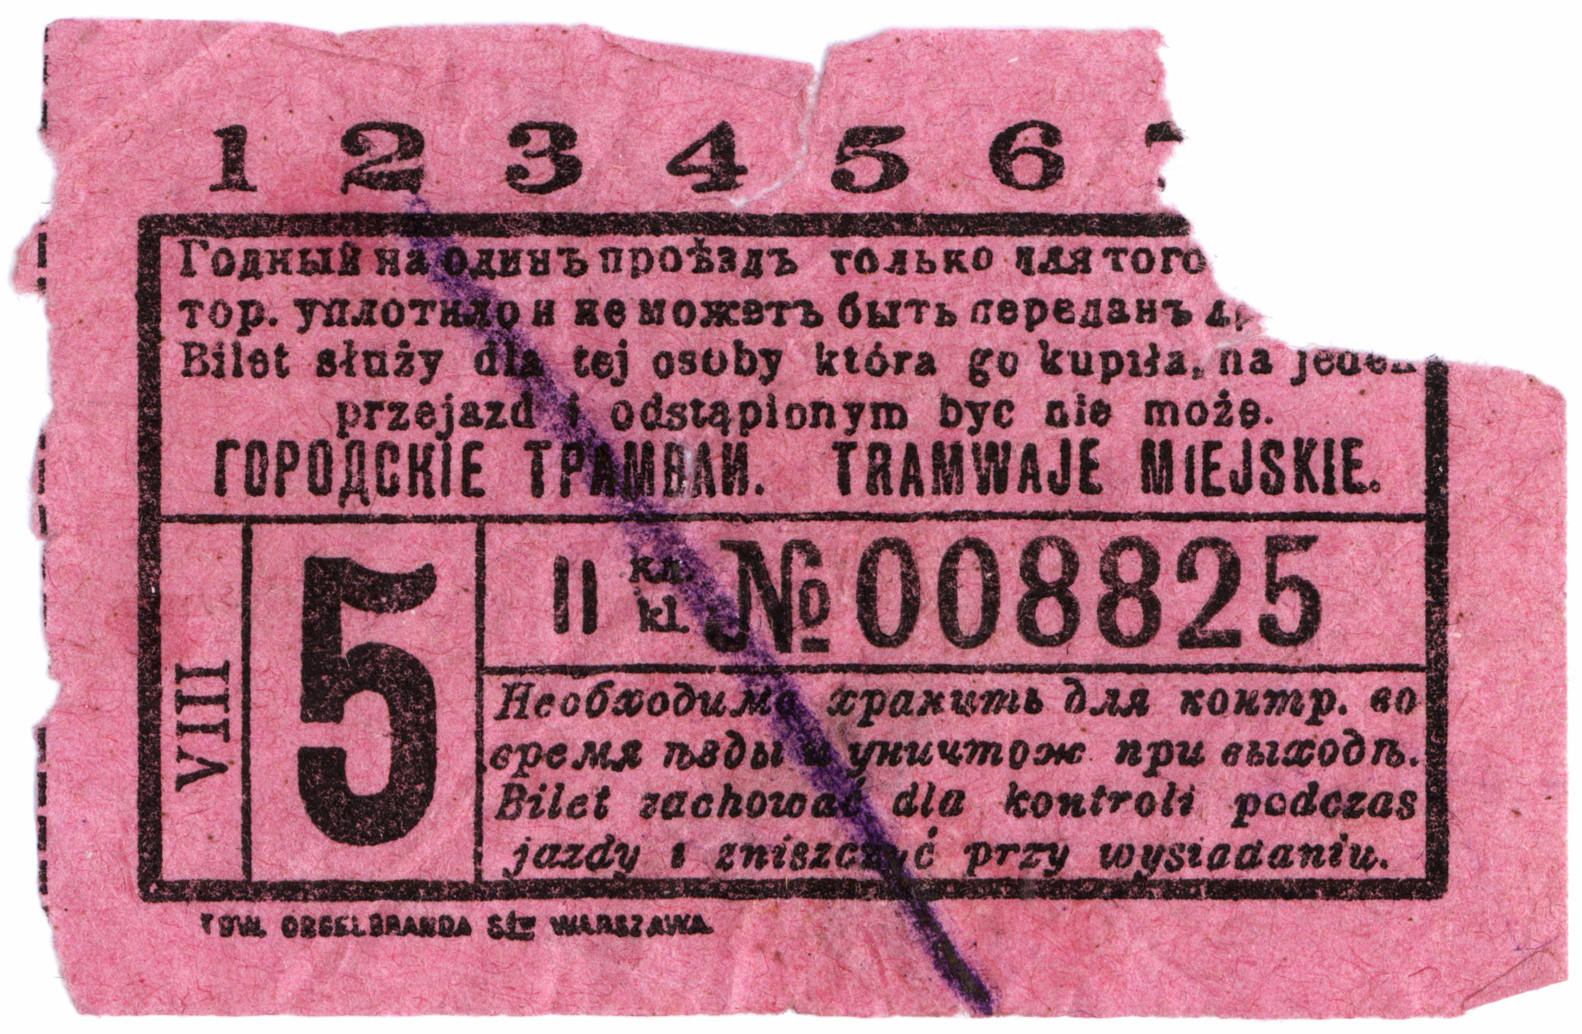 1 2 3 4 5 6
Годный на одинъ проѣздъ только для того
тор. уплотило и не можетъ быть переданъ
Bilet służy dla tej osoby która go kupiła, na jeden
przejazd i odstąpionym byc nie może.
ГОРОДСКІЕ ТРАМВАИ. TRAMWAJE MIEJSKIE.
VIII
5
II кл. kl. № 008825
Необходимо хранить для контр. во
время ѣзды и уничтож при выходѣ.
Bilet zachować dla kontroli podczas
jazdy i zniszczyć przy wysiadaniu.
TOW. ORGELBRANDA SÓW WARSZAWA.